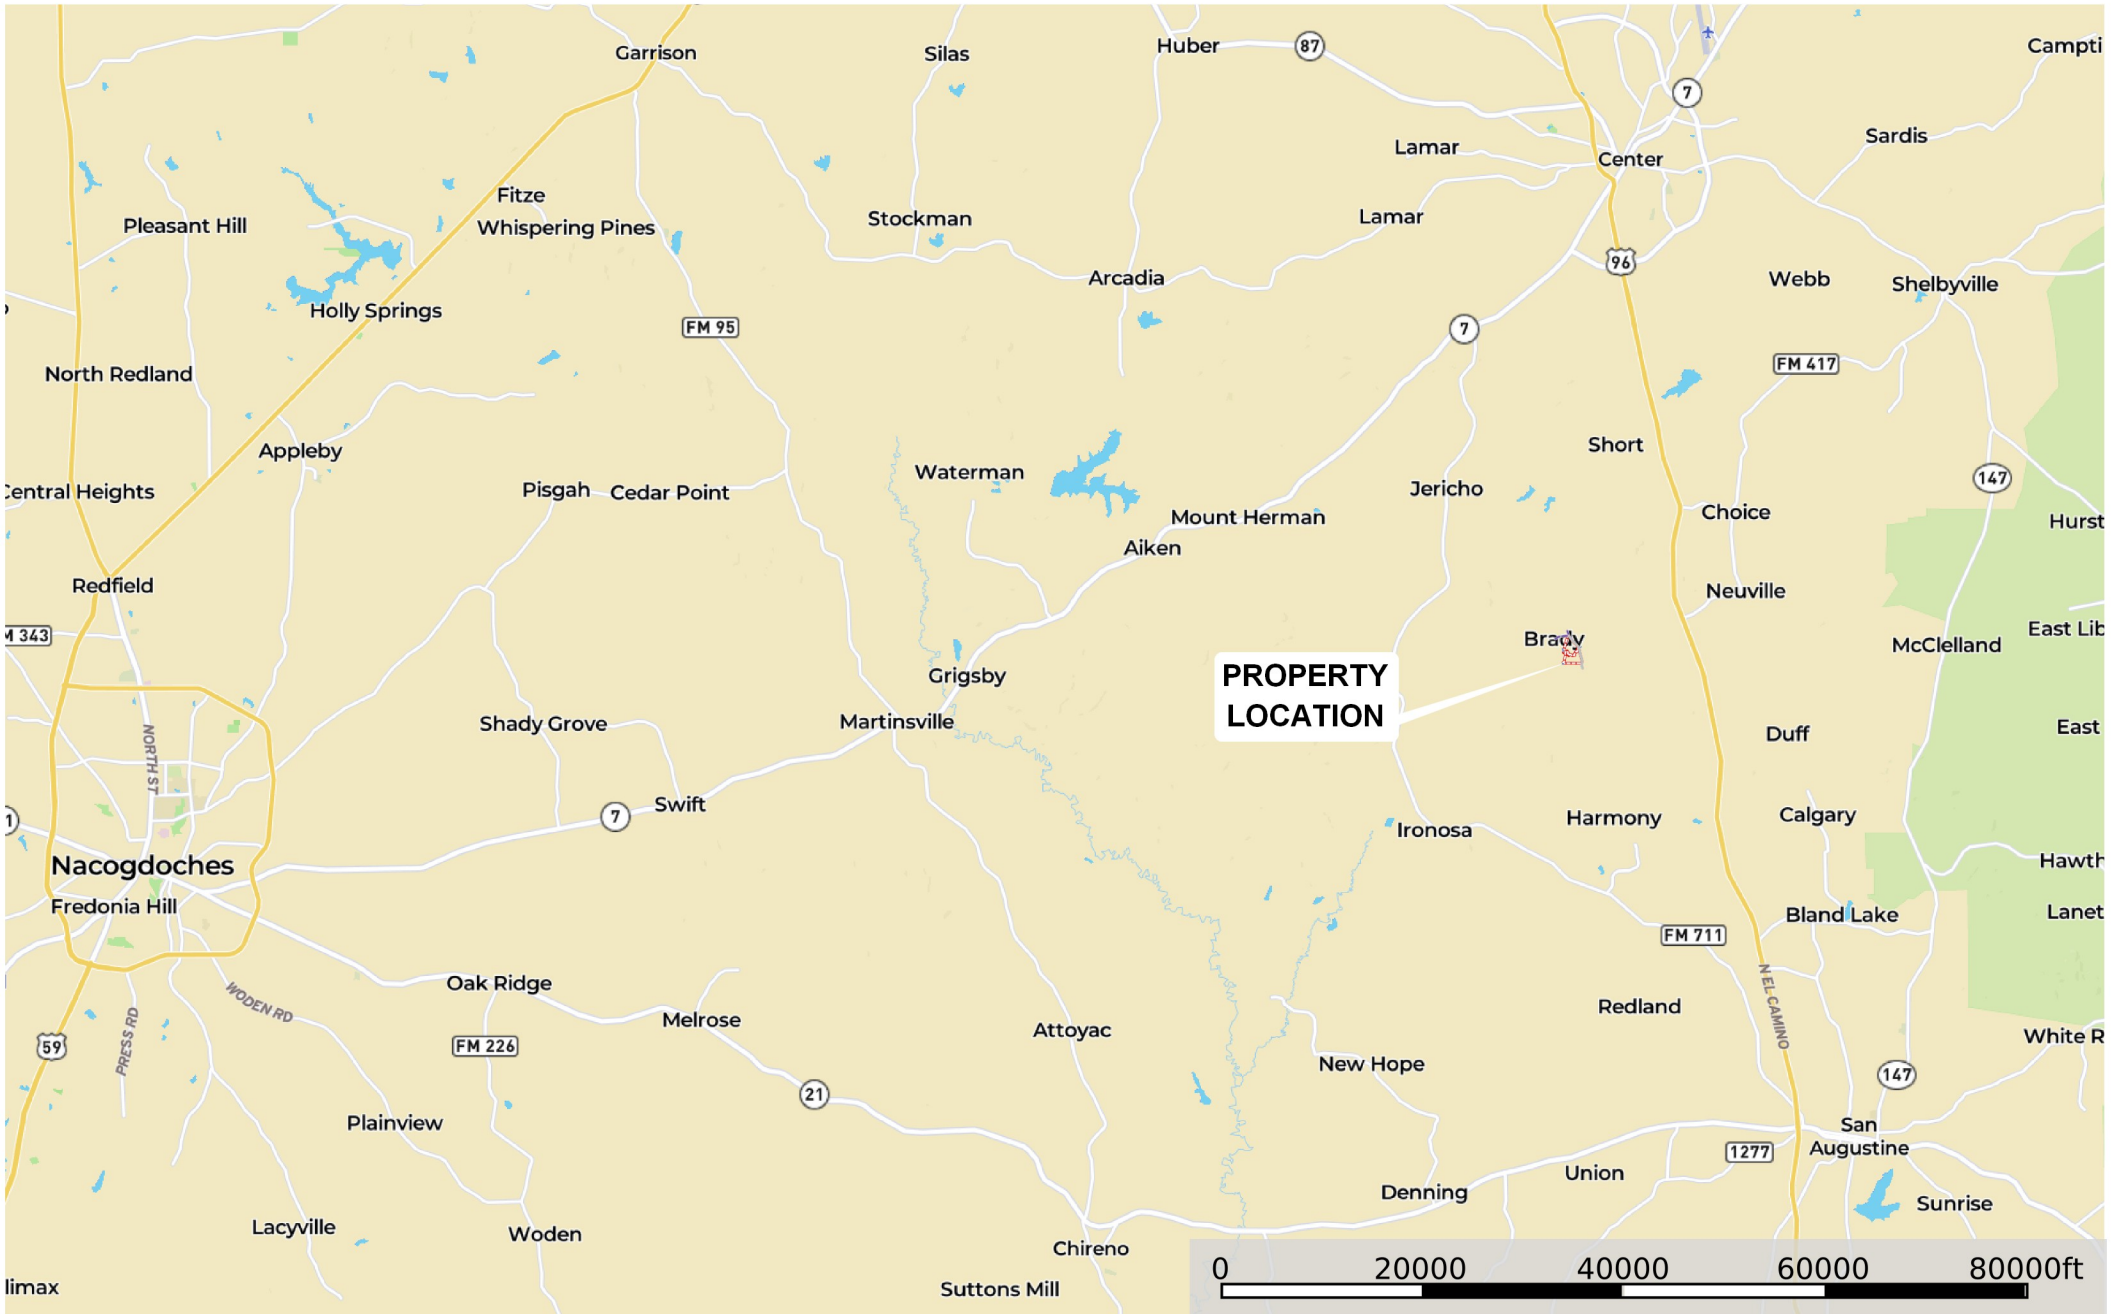 Garrison
Silas
Huber
87
Campti
7
Sardis
Lamar
Center
Fitze
Pleasant Hill
Whispering Pines
Stockman
Lamar
96
Arcadia
Webb
Shelbyville
Holly Springs
FM 95
7
FM 417
North Redland
Appleby
Short
Waterman
147
Central Heights
Pisgah
Cedar Point
Jericho
Choice
Mount Herman
Hurst
Aiken
Redfield
Neuville
M 343
East Lib
Brady
McClelland
Grigsby
PROPERTY
LOCATION
Martinsville
Shady Grove
East
Duff
NORTH ST
Swift
7
1
Harmony
Calgary
Ironosa
Nacogdoches
Hawth
Fredonia Hill
Bland Lake
Lanet
FM 711
Oak Ridge
WODEN RD
N EL CAMINO
Redland
Melrose
Attoyac
White R
PRESS RD
59
FM 226
New Hope
147
21
Plainview
San
Augustine
1277
Union
Denning
Sunrise
Lacyville
Woden
Chireno
limax
Suttons Mill
0 20000 40000 60000 80000ft